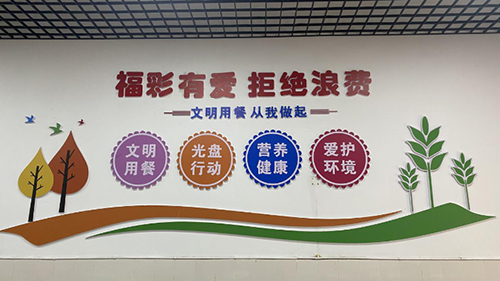 福彩有爱 拒绝浪费
文明用餐 从我做起
文明
用餐
光盘
行动
营养
健康
爱护
环境